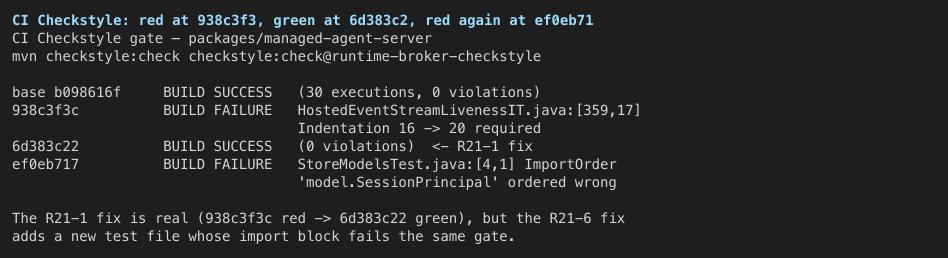 CI Checkstyle: red at 938c3f3, green at 6d383c2, red again at ef0eb71
CI Checkstyle gate — packages/managed-agent-server
mvn checkstyle:check checkstyle:check@runtime-broker-checkstyle
base b098616f     BUILD SUCCESS   (30 executions, 0 violations)
938c3f3c          BUILD FAILURE   HostedEventStreamLivenessIT.java:[359,17]
Indentation 16 -> 20 required
6d383c22          BUILD SUCCESS   (0 violations)  <- R21-1 fix
ef0eb717          BUILD FAILURE   StoreModelsTest.java:[4,1] ImportOrder
'model.SessionPrincipal' ordered wrong
The R21-1 fix is real (938c3f3c red -> 6d383c22 green), but the R21-6 fix
adds a new test file whose import block fails the same gate.